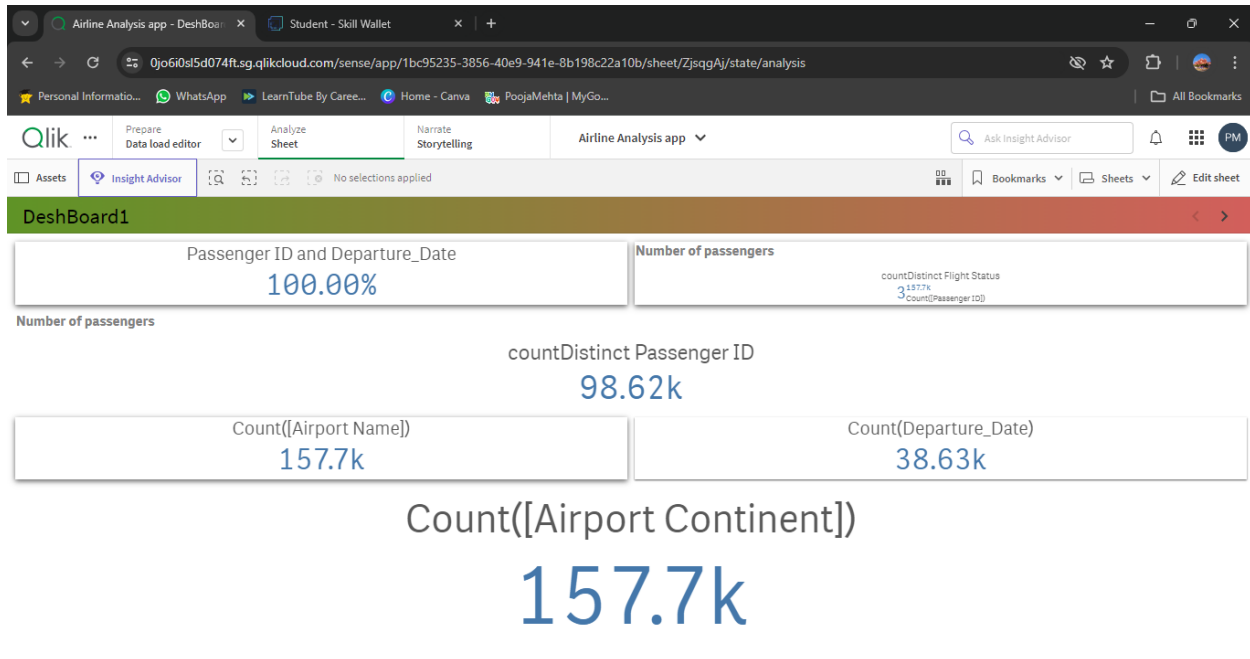 Airline Analysis app - DeshBoar
Student - Skill Wallet
0jo6i0sl5d074ft.sg.qlikcloud.com/sense/app/1bc95235-3856-40e9-941e-8b198c22a10b/sheet/ZjsqgAj/state/analysis
Personal Informatio... WhatsApp LearnTube By Caree... Home - Canva PoojaMehta | MyGo... All Bookmarks
Qlik ... Prepare Analyze Narrate Airline Analysis app Ask Insight Advisor PM
Data load editor Sheet Storytelling
Assets Insight Advisor No selections applied Bookmarks Sheets Edit sheet
DeshBoard1
Passenger ID and Departure_Date
100.00%
Number of passengers
countDistinct Flight Status
3 157.7k
Count([Passenger ID])
Number of passengers
countDistinct Passenger ID
98.62k
Count([Airport Name])
157.7k
Count(Departure_Date)
38.63k
Count([Airport Continent])
157.7k